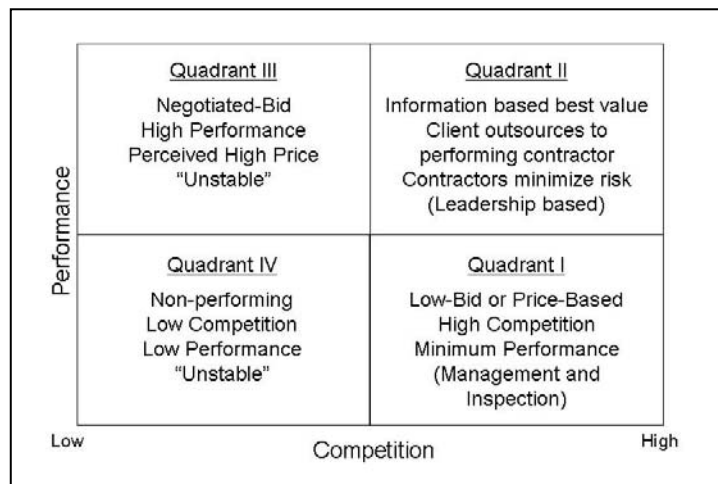 Performance
Quadrant III
Negotiated-Bid
High Performance
Perceived High Price
“Unstable”
Quadrant II
Information based best value
Client outsources to
performing contractor
Contractors minimize risk
(Leadership based)
Quadrant IV
Non-performing
Low Competition
Low Performance
“Unstable”
Quadrant I
Low-Bid or Price-Based
High Competition
Minimum Performance
(Management and
Inspection)
Low
Competition
High